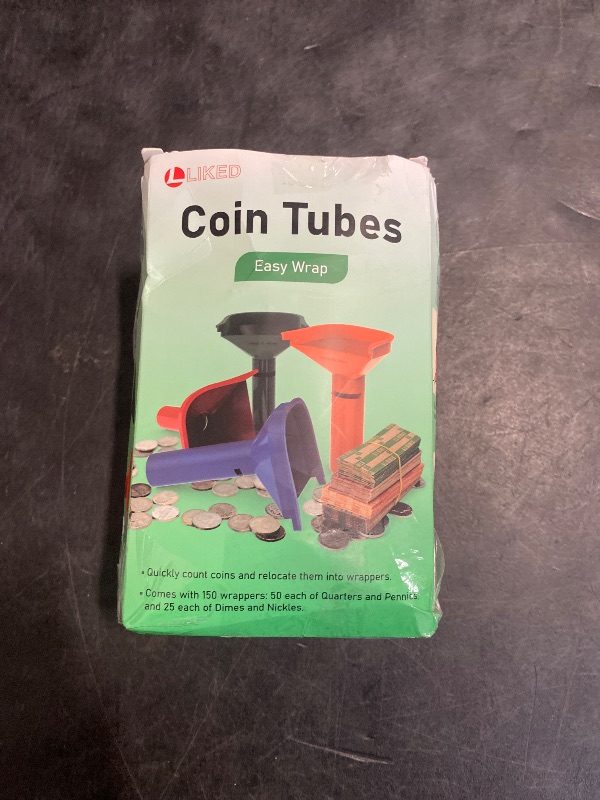 LLIKED
Coin Tubes
Easy Wrap
• Quickly count coins and relocate them into wrappers.
• Comes with 150 wrappers: 50 each of Quarters and Pennies
and 25 each of Dimes and Nickles.